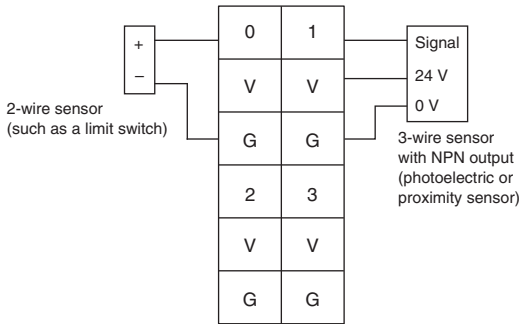 +
–
2-wire sensor
(such as a limit switch)
0 1
V V
G G
2 3
V V
G G
Signal
24 V
0 V
3-wire sensor
with NPN output
(photoelectric or
proximity sensor)